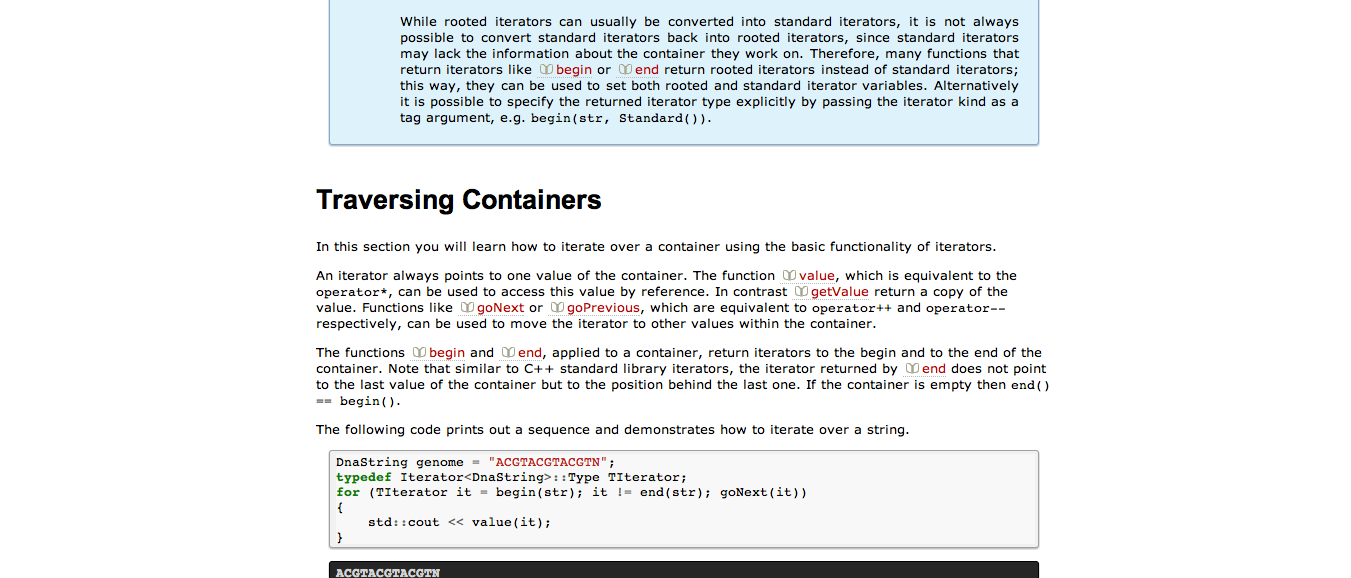 While rooted iterators can usually be converted into standard iterators, it is not always
possible to convert standard iterators back into rooted iterators, since standard iterators
may lack the information about the container they work on. Therefore, many functions that
return iterators like begin or end return rooted iterators instead of standard iterators;
this way, they can be used to set both rooted and standard iterator variables. Alternatively
it is possible to specify the returned iterator type explicitly by passing the iterator kind as a
tag argument, e.g. begin(str, Standard()).
Traversing Containers
In this section you will learn how to iterate over a container using the basic functionality of iterators.
An iterator always points to one value of the container. The function value, which is equivalent to the
operator*, can be used to access this value by reference. In contrast getValue return a copy of the
value. Functions like goNext or goPrevious, which are equivalent to operator++ and operator--
respectively, can be used to move the iterator to other values within the container.
The functions begin and end, applied to a container, return iterators to the begin and to the end of the
container. Note that similar to C++ standard library iterators, the iterator returned by end does not point
to the last value of the container but to the position behind the last one. If the container is empty then end()
== begin().
The following code prints out a sequence and demonstrates how to iterate over a string.
DnaString genome = "ACGTACGTACGTN";
typedef Iterator<DnaString>::Type TIterator;
for (TIterator it = begin(str); it != end(str); goNext(it))
{
    std::cout << value(it);
}
ACGTACGTACGTN